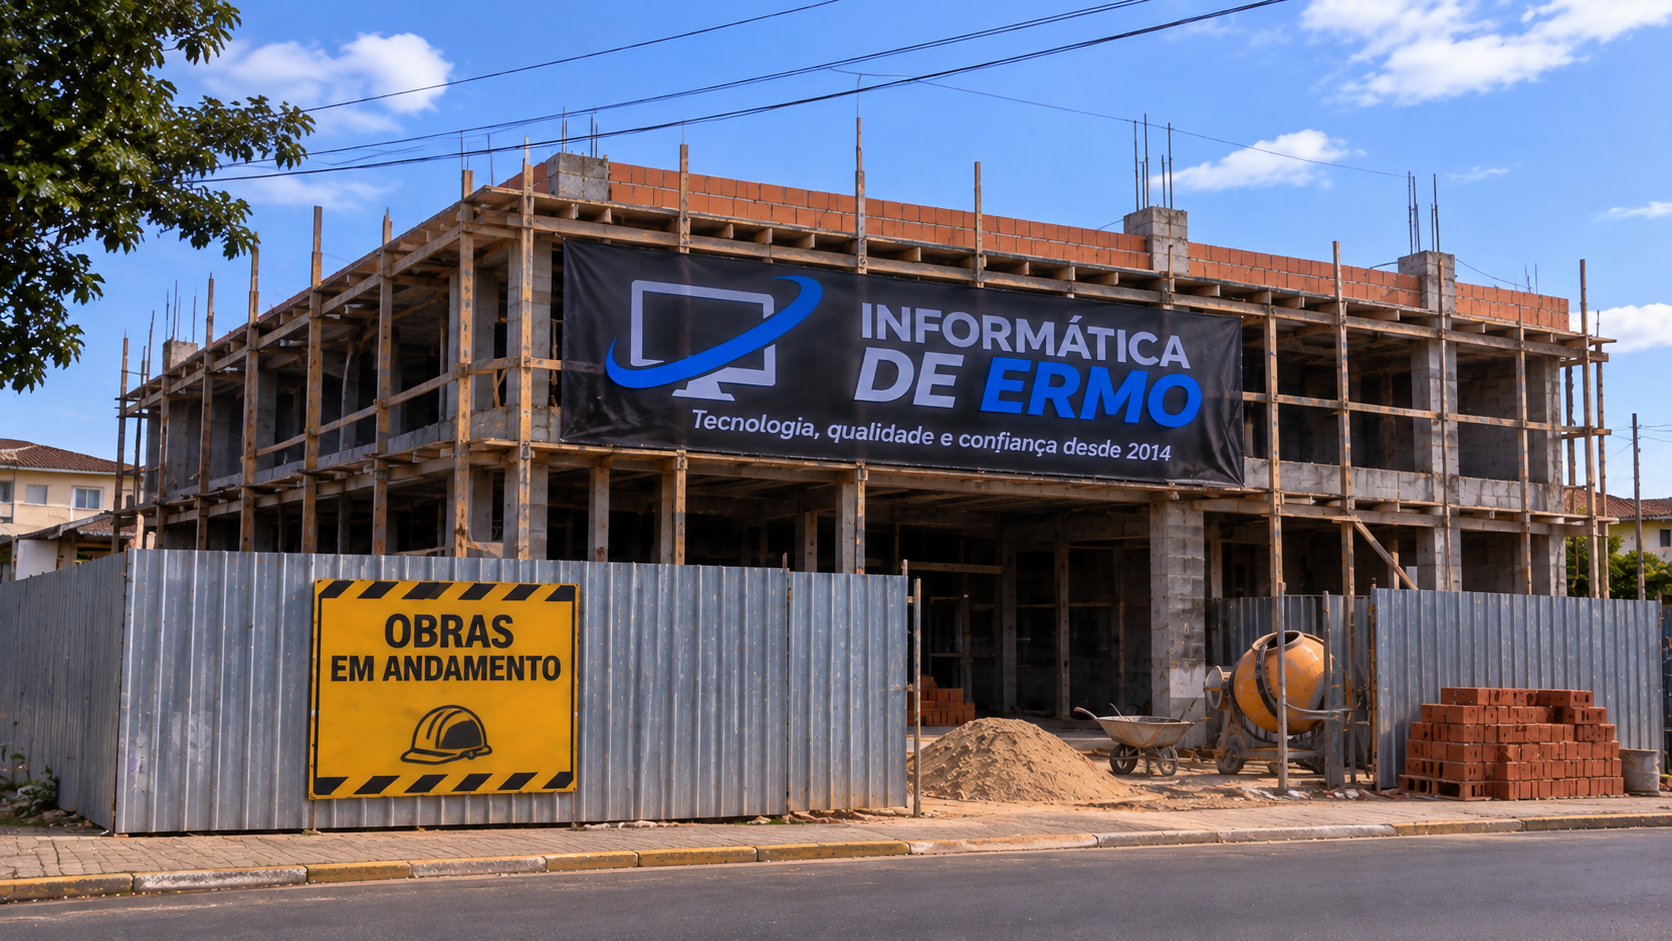 INFORMÁTICA
DE ERMO
Tecnologia, qualidade e confiança desde 2014
OBRAS
EM ANDAMENTO